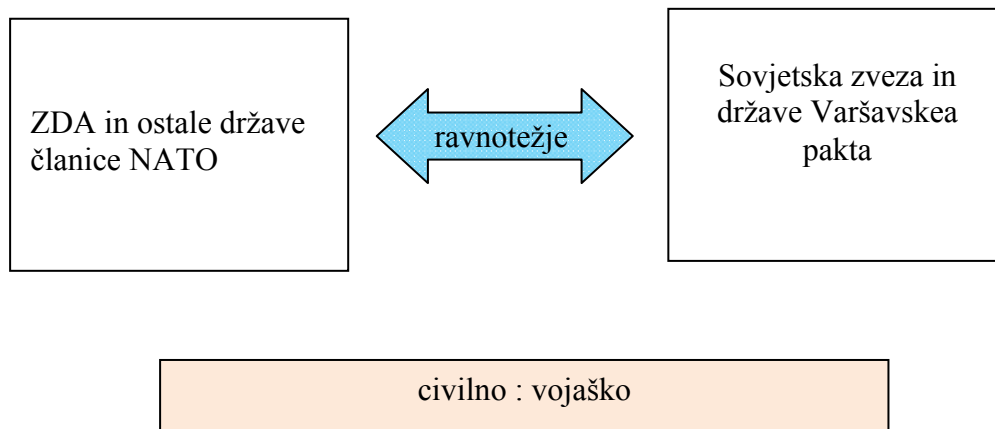 ZDA in ostale države
članice NATO
ravnotežje
Sovjetska zveza in
države Varšavskea
pakta
civilno : vojaško